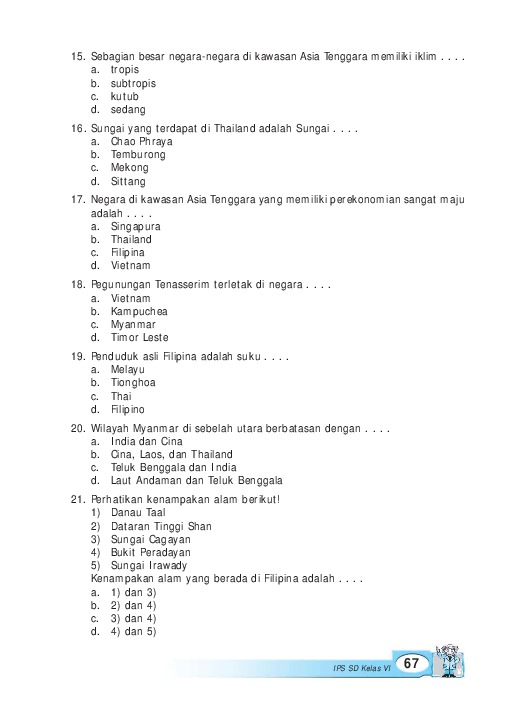 15. Sebagian besar negara-negara di kawasan Asia Tenggara memiliki iklim . . . .
a. tropis
b. subtropis
c. kutub
d. sedang
16. Sungai yang terdapat di Thailand adalah Sungai . . . .
a. Chao Phraya
b. Temburong
c. Mekong
d. Sittang
17. Negara di kawasan Asia Tenggara yang memiliki perekonomian sangat maju
adalah . . . .
a. Singapura
b. Thailand
c. Filipina
d. Vietnam
18. Pegunungan Tenasserim terletak di negara . . . .
a. Vietnam
b. Kampuchea
c. Myanmar
d. Timor Leste
19. Penduduk asli Filipina adalah suku . . . .
a. Melayu
b. Tionghoa
c. Thai
d. Filipino
20. Wilayah Myanmar di sebelah utara berbatasan dengan . . . .
a. India dan Cina
b. Cina, Laos, dan Thailand
c. Teluk Benggala dan India
d. Laut Andaman dan Teluk Benggala
21. Perhatikan kenampakan alam berikut!
1) Danau Taal
2) Dataran Tinggi Shan
3) Sungai Cagayan
4) Bukit Peradayan
5) Sungai Irawady
Kenampakan alam yang berada di Filipina adalah . . . .
a. 1) dan 3)
b. 2) dan 4)
c. 3) dan 4)
d. 4) dan 5)
IPS SD Kelas VI 67